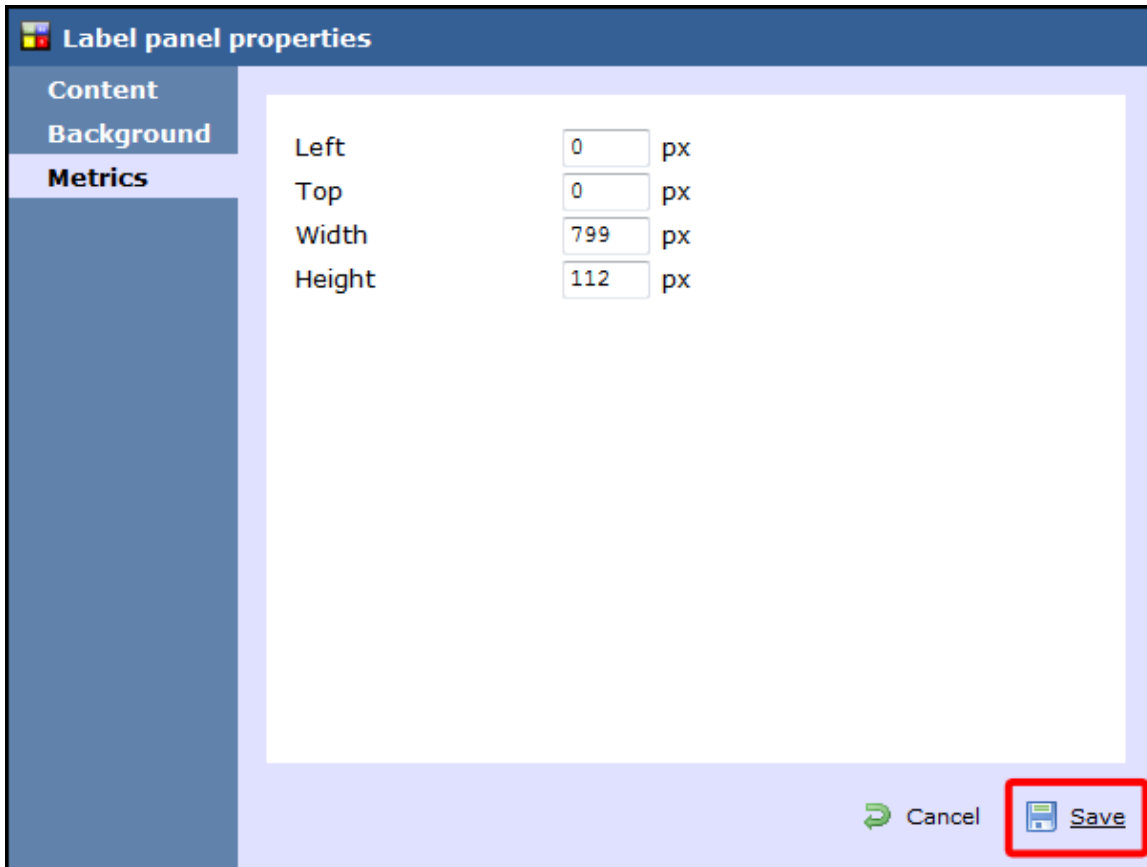 Label panel properties
Content
Background
Metrics
Left 0 px
Top 0 px
Width 799 px
Height 112 px
Cancel Save